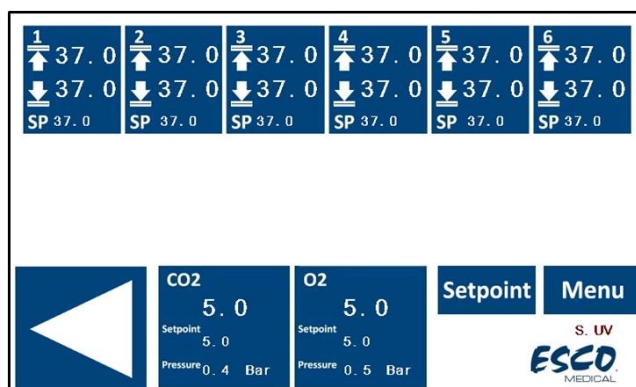 1 2 3 4 5 6
37.0 37.0 37.0 37.0 37.0 37.0
37.0 37.0 37.0 37.0 37.0 37.0
SP 37.0 SP 37.0 SP 37.0 SP 37.0 SP 37.0 SP 37.0
CO2
5.0
Setpoint
5.0
Pressure 0.4 Bar
O2
5.0
Setpoint
5.0
Pressure 0.5 Bar
Setpoint
Menu
S. UV
ESCO
MEDICAL